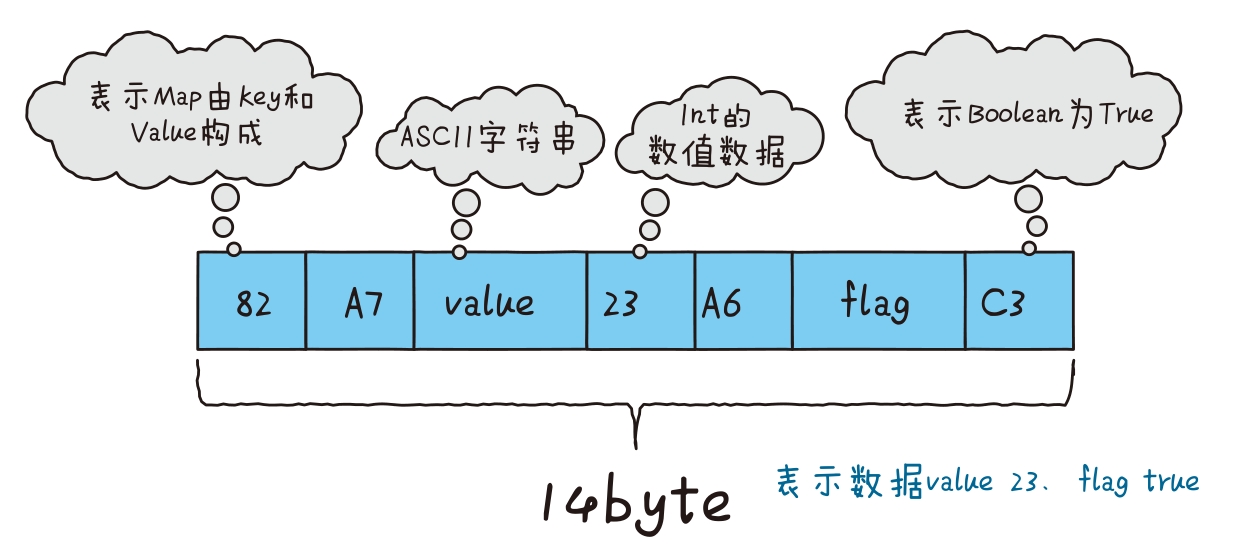 表示Map由key和
Value构成
ASCII字符串
Int的
数值数据
表示Boolean为True
82 A7 value 23 A6 flag C3
14byte
表示数据value 23、 flag true